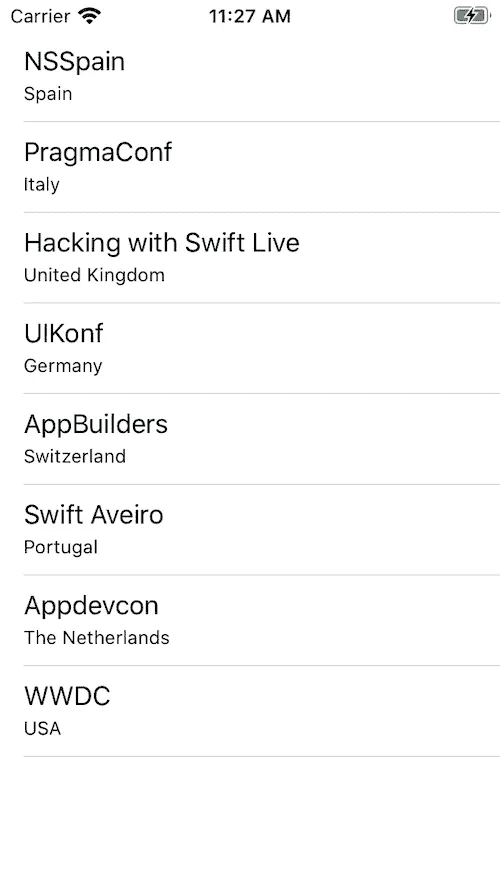 Carrier 11:27 AM
NSSpain
Spain
PragmaConf
Italy
Hacking with Swift Live
United Kingdom
UIKonf
Germany
AppBuilders
Switzerland
Swift Aveiro
Portugal
Appdevcon
The Netherlands
WWDC
USA